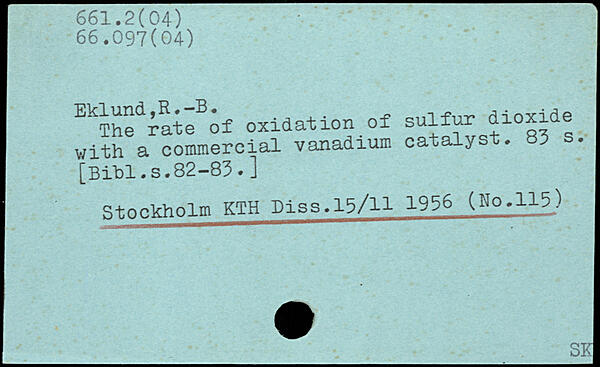 661.2(04)
66.097(04)
Eklund,R.-B.
The rate of oxidation of sulfur dioxide
with a commercial vanadium catalyst. 83 s.
[Bibl.s.82-83.]
Stockholm KTH Diss.15/11 1956 (No.115)
SK